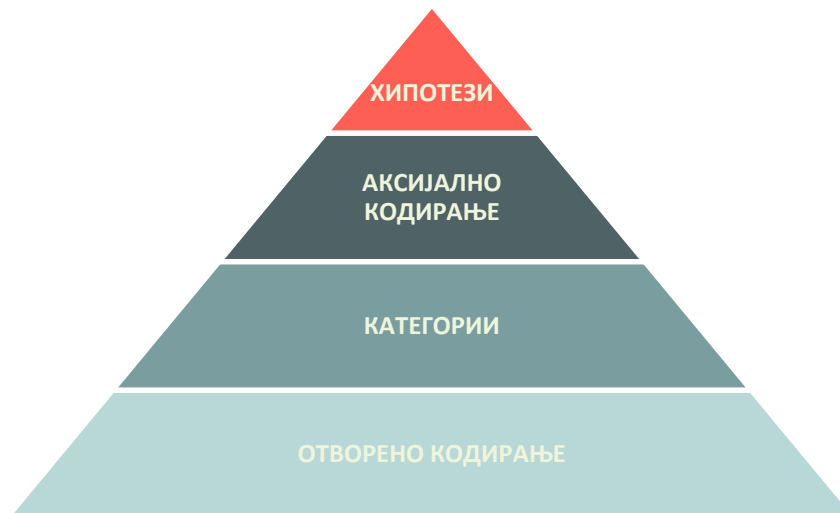 ХИПОТЕЗИ
АКСИЈАЛНО
КОДИРАЊЕ
КАТЕГОРИИ
ОТВОРЕНО КОДИРАЊЕ